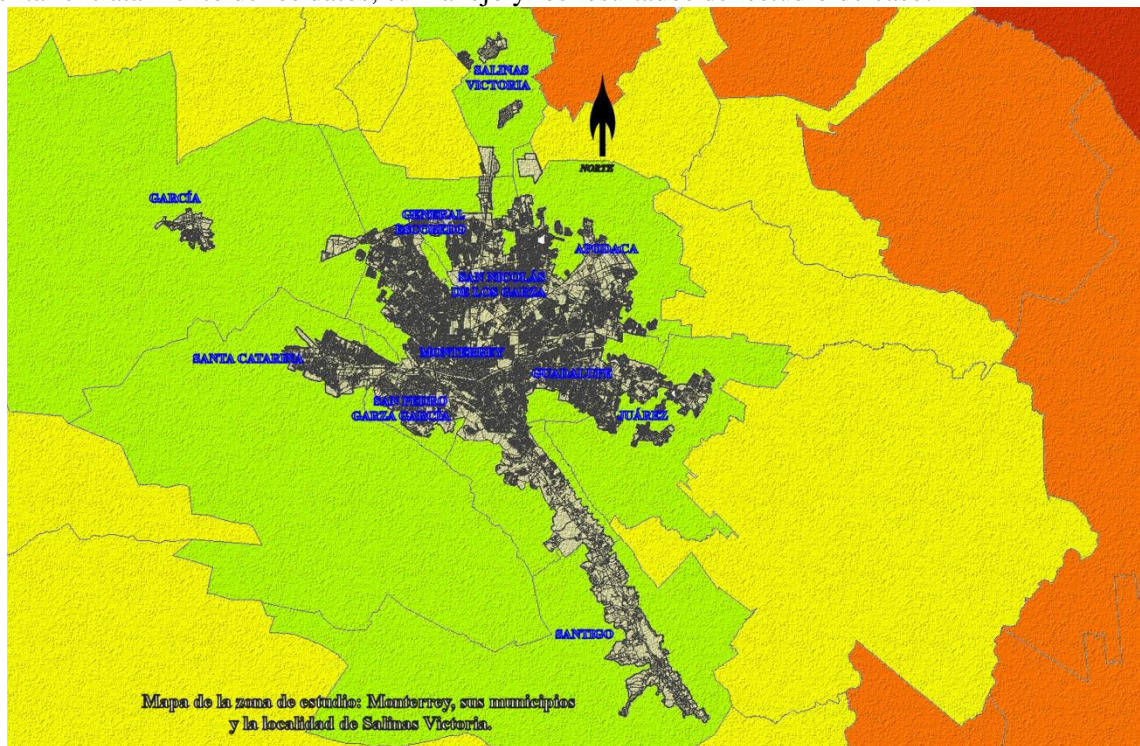 SALINAS
VICTORIA
NORTE
GARCÍA
GENERAL
ESCOBEDO
APODACA
SAN NICOLÁS
DE LOS GARZA
MONTERREY
SANTA CATARINA
GUADALUPE
SAN PEDRO
GARZA GARCÍA
JUÁREZ
SANTIGO
Mapa de la zona de estudio: Monterrey, sus municipios
y la localidad de Salinas Victoria.